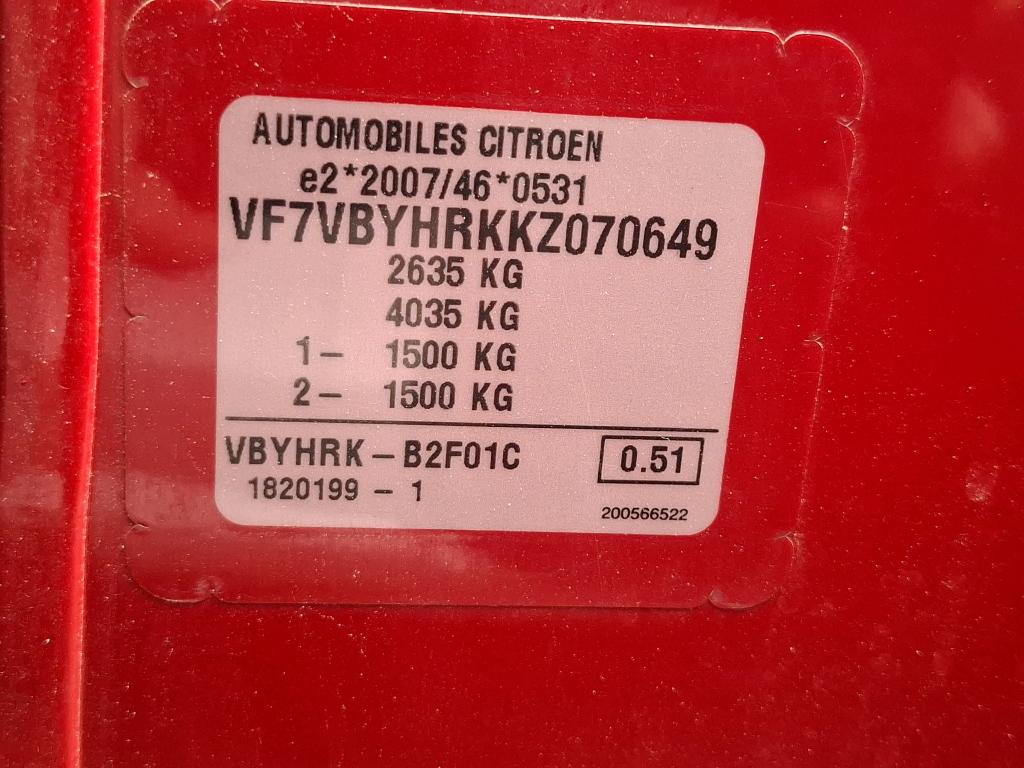 AUTOMOBILES CITROEN
e2*2007/46*0531
VF7VBYHRKKZ070649
2635 KG
4035 KG
1- 1500 KG
2- 1500 KG
VBYHRK-B2F01C 0.51
1820199 - 1
200566522